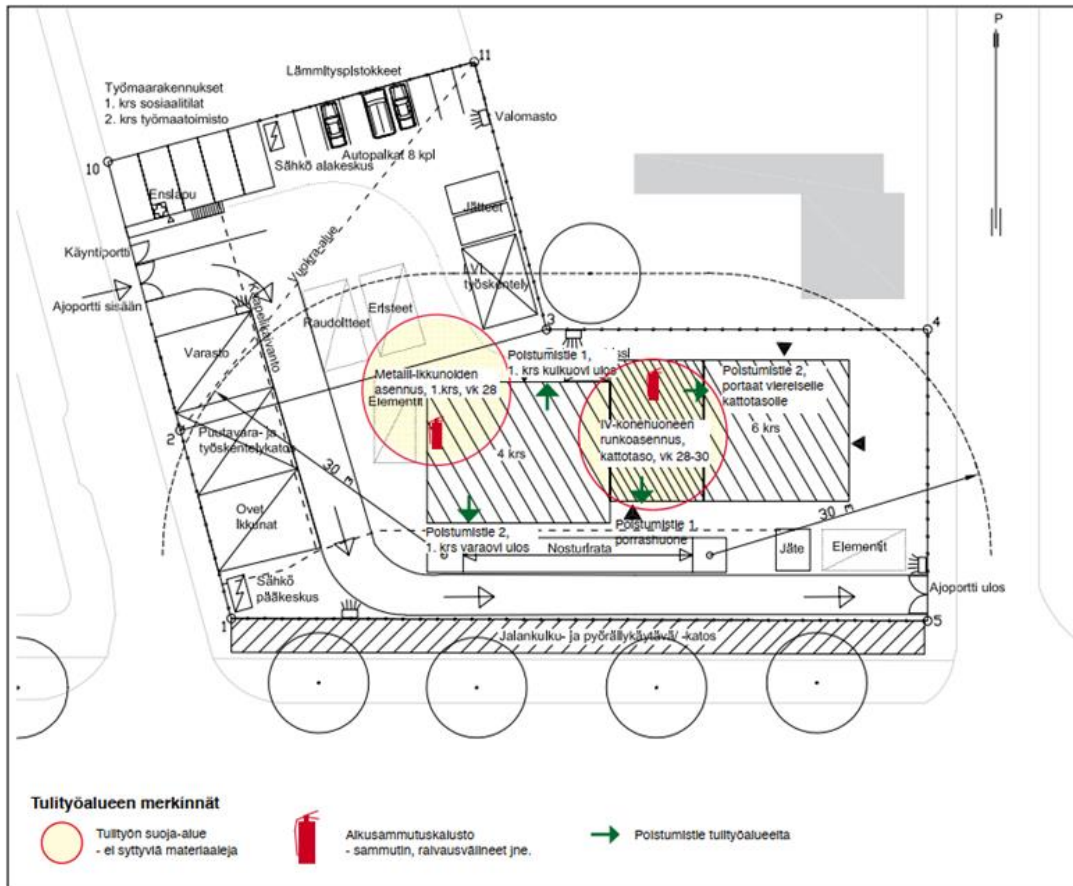 P
11
Lämmityspistokkeet
Työmaarakennukset
1. krs sosiaalitilat
2. krs työmaatoimisto
Valomasto
10
Sähkö alakeskus
Autopaikat 8 kpl
Ensiapu
Jätteet
Käyntiportti
Vuokra-alue
LVI
työskentely
Ajoportti sisään
Kaapelikaivanto
Eristeet
Raudoitteet
3
4
Varasto
Poistumistie 1,
1. krs kulkuovi ulos
Metalli-ikkunoiden
asennus, 1.krs, vk 28
Poistumistie 2,
portaat viereiselle
kattotasolle
Elementit
6 krs
IV-konehuoneen
runkoasennus,
kattotaso, vk 28-30
2
Puutavara- ja
työskentelykatos
4 krs
30 m
Ovet
Ikkunat
30 m
Poistumistie 2,
1. krs varaovi ulos
Poistumistie 1,
porrashuone
Nosturirata
Jäte
Elementit
Sähkö
pääkeskus
Ajoportti ulos
1
5
Jalankulku- ja pyöräilykäytävä/ -katos
Tulityöalueen merkinnät
Tulityön suoja-alue
- ei syttyviä materiaaleja
Alkusammutuskalusto
- sammutin, raivausvälineet jne.
Poistumistie tulityöalueelta